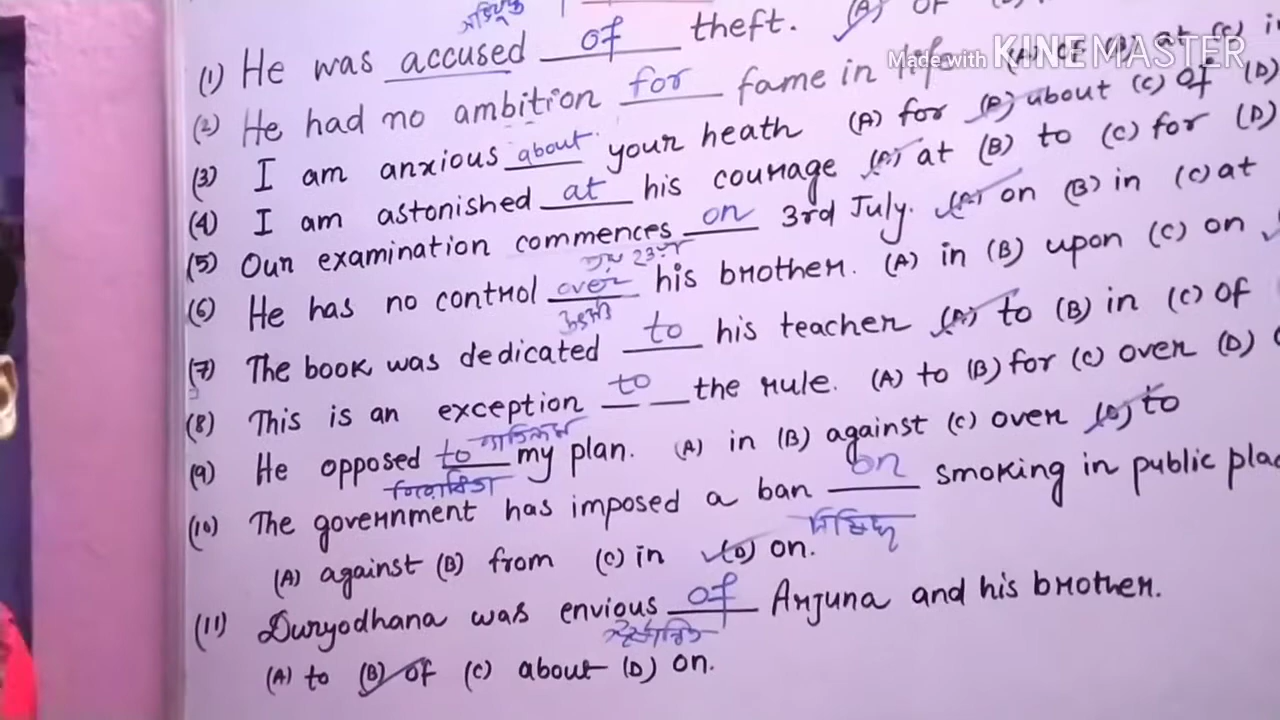 (1) He was accused of theft. (A) of
Made with KINEMASTER
(2) He had no ambition for fame in life (A) of (B) at (C) in
(3) I am anxious about your heath (A) for (B) about (C) of (D)
(4) I am astonished at his courage (A) at (B) to (C) for (D)
(5) Our examination commences on 3rd July. (A) on (B) in (C) at
(6) He has no control over his brother. (A) in (B) upon (C) on
(7) The book was dedicated to his teacher (A) to (B) in (C) of
(8) This is an exception to the rule. (A) to (B) for (C) over (D)
(9) He opposed to my plan. (A) in (B) against (C) over (D) to
(10) The government has imposed a ban on smoking in public
(A) against (B) from (C) in (D) on.
(11) Duryodhana was envious of Arjuna and his brother.
(A) to (B) of (C) about (D) on.